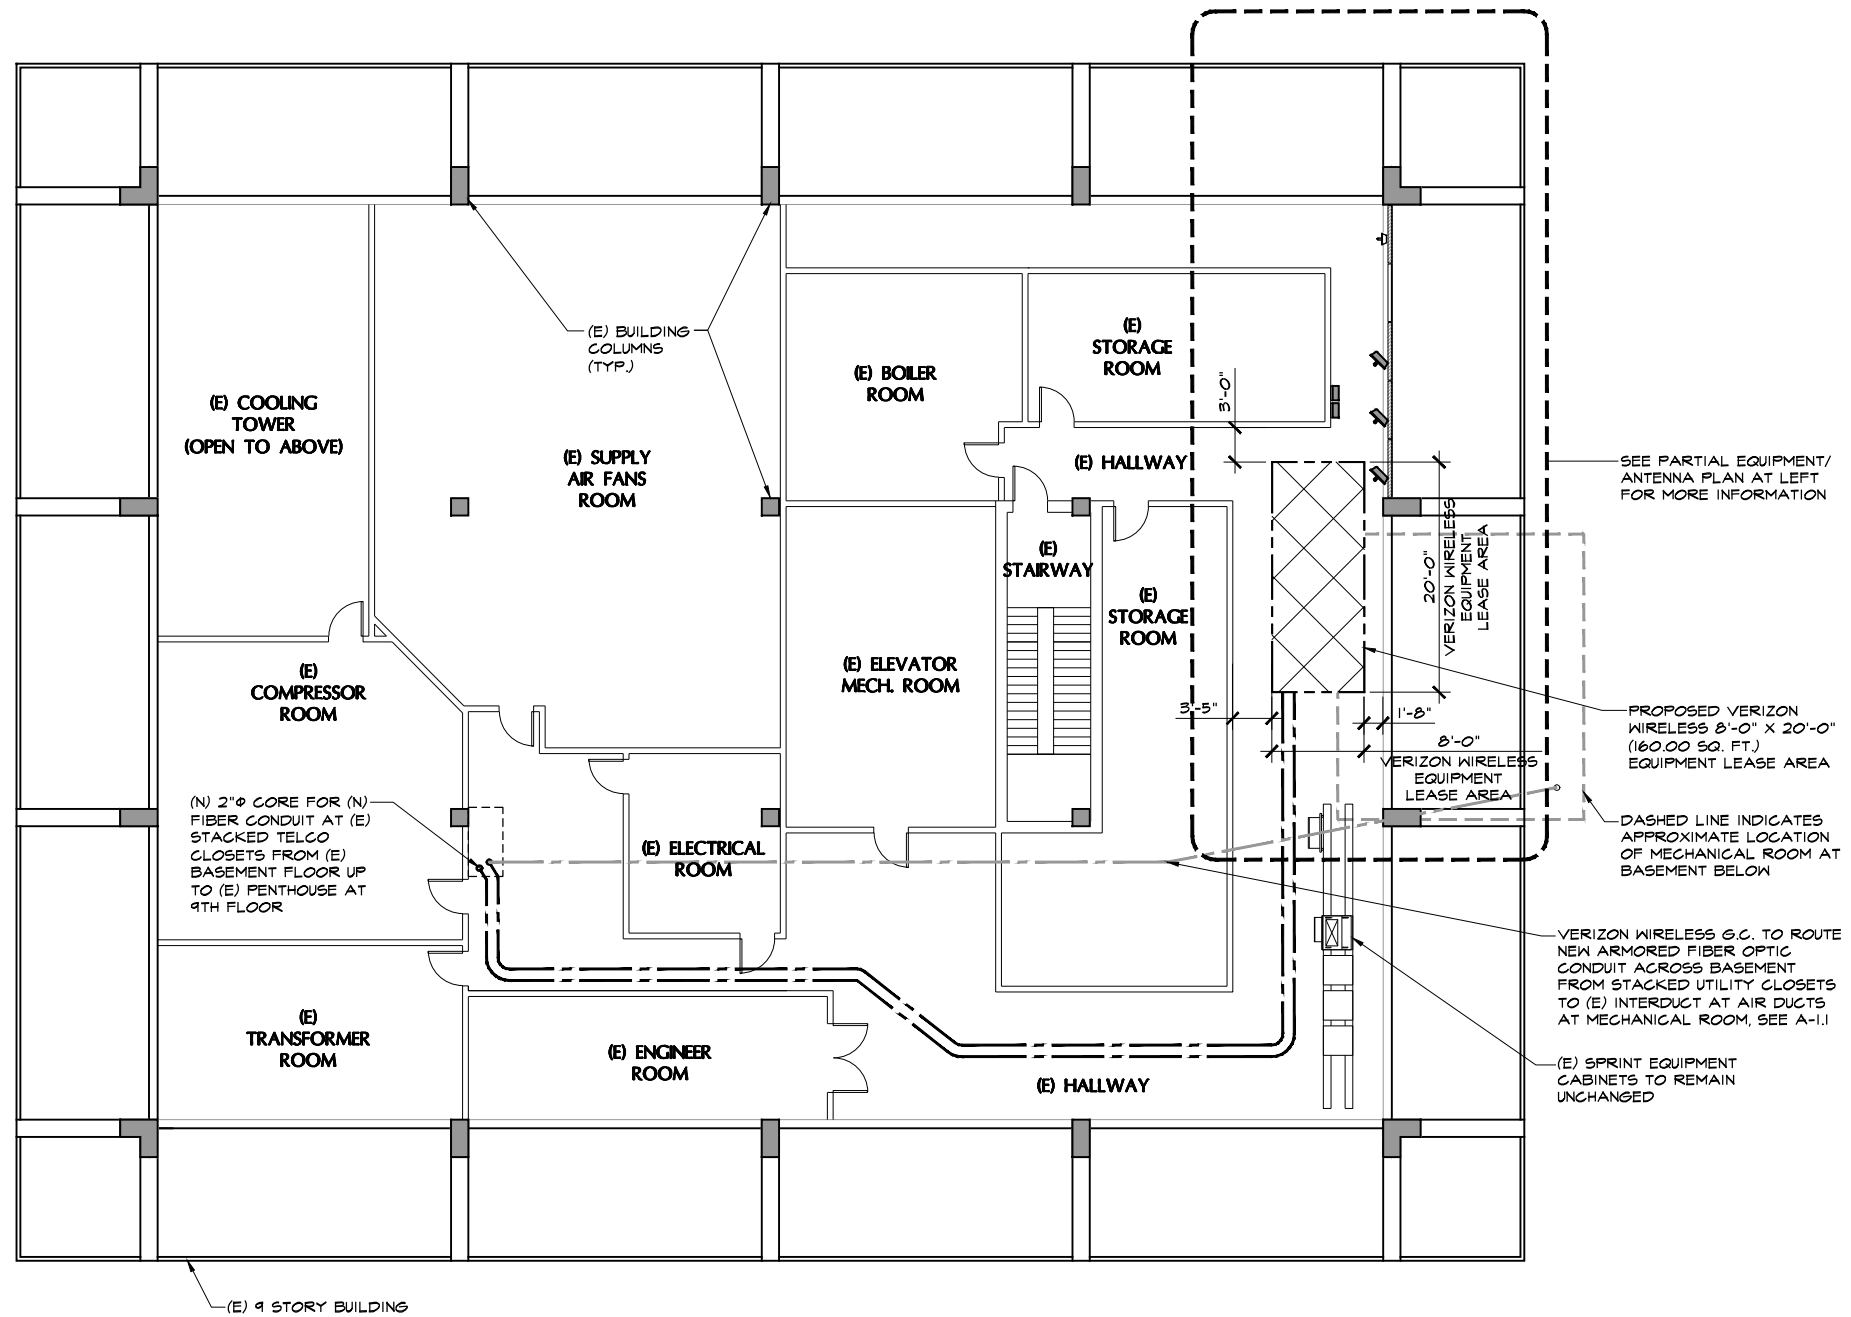 (E) BUILDING
COLUMNS
(TYP.)
(E)
STORAGE
ROOM
(E) BOILER
ROOM
3'-0"
(E) COOLING
TOWER
(OPEN TO ABOVE)
(E) SUPPLY
AIR FANS
ROOM
(E) HALLWAY
SEE PARTIAL EQUIPMENT/
ANTENNA PLAN AT LEFT
FOR MORE INFORMATION
20'-0"
VERIZON WIRELESS
EQUIPMENT
LEASE AREA
(E)
STAIRWAY
(E)
STORAGE
ROOM
(E) ELEVATOR
MECH. ROOM
(E)
COMPRESSOR
ROOM
3'-5"
1'-8"
8'-0"
VERIZON WIRELESS
EQUIPMENT
LEASE AREA
PROPOSED VERIZON
WIRELESS 8'-0" X 20'-0"
(160.00 SQ. FT.)
EQUIPMENT LEASE AREA
(N) 2"Φ CORE FOR (N)
FIBER CONDUIT AT (E)
STACKED TELCO
CLOSETS FROM (E)
BASEMENT FLOOR UP
TO (E) PENTHOUSE AT
9TH FLOOR
(E) ELECTRICAL
ROOM
DASHED LINE INDICATES
APPROXIMATE LOCATION
OF MECHANICAL ROOM AT
BASEMENT BELOW
VERIZON WIRELESS G.C. TO ROUTE
NEW ARMORED FIBER OPTIC
CONDUIT ACROSS BASEMENT
FROM STACKED UTILITY CLOSETS
TO (E) INTERDUCT AT AIR DUCTS
AT MECHANICAL ROOM, SEE A-1.1
(E)
TRANSFORMER
ROOM
(E) ENGINEER
ROOM
(E) HALLWAY
(E) SPRINT EQUIPMENT
CABINETS TO REMAIN
UNCHANGED
(E) 9 STORY BUILDING